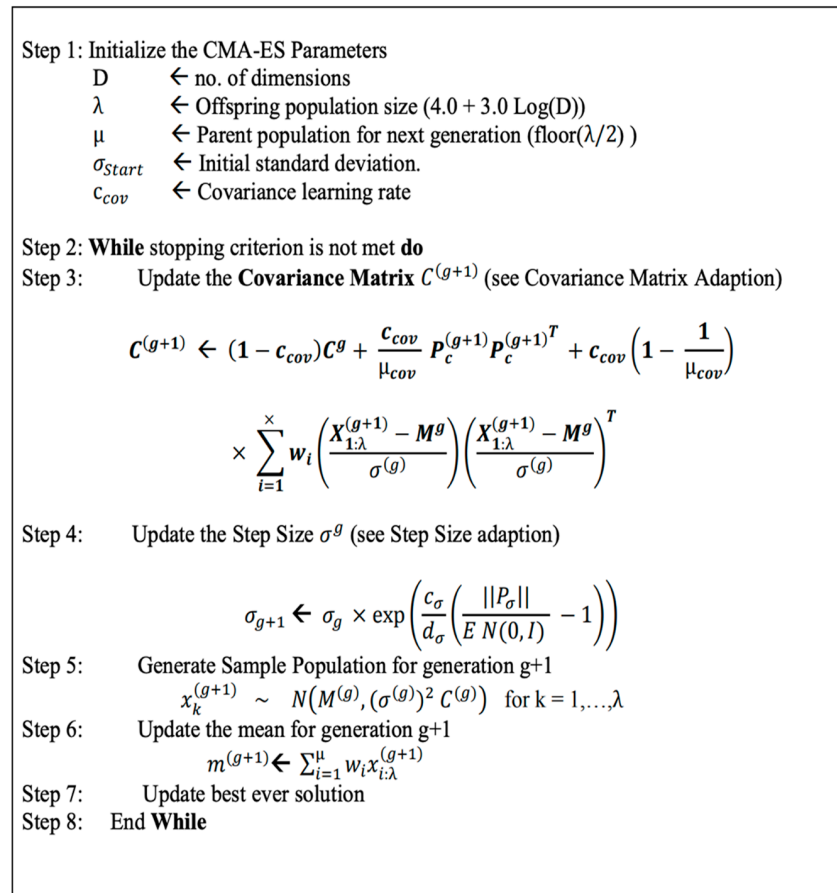 Step 1: Initialize the CMA-ES Parameters
D ← no. of dimensions
λ ← Offspring population size (4.0 + 3.0 Log(D))
μ ← Parent population for next generation (floor(λ/2) )
σ_Start ← Initial standard deviation.
c_cov ← Covariance learning rate
Step 2: While stopping criterion is not met do
Step 3: Update the Covariance Matrix C^(g+1) (see Covariance Matrix Adaption)
C^(g+1) ← (1 − c_cov)C^g + c_cov/μ_cov P_c^(g+1) P_c^(g+1)^T + c_cov (1 − 1/μ_cov)
× ∑_{i=1}^{×} w_i ((X_{1:λ}^(g+1) − M^g)/σ^(g)) ((X_{1:λ}^(g+1) − M^g)/σ^(g))^T
Step 4: Update the Step Size σ^g (see Step Size adaption)
σ_{g+1} ← σ_g × exp(c_σ/d_σ (||P_σ||/E N(0,I) − 1))
Step 5: Generate Sample Population for generation g+1
x_k^(g+1) ~ N(M^(g), (σ^(g))^2 C^(g)) for k = 1,…,λ
Step 6: Update the mean for generation g+1
m^(g+1) ← ∑_{i=1}^{μ} w_i x_{i:λ}^(g+1)
Step 7: Update best ever solution
Step 8: End While